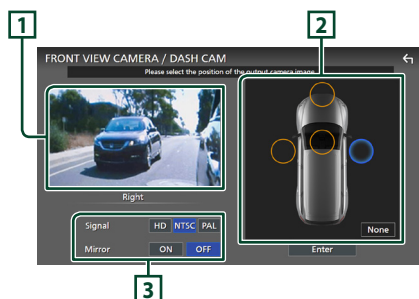 1
2
FRONT VIEW CAMERA / DASH CAM
Please select the position of the output camera image.
Right
Signal HD NTSC PAL
None
Mirror ON OFF
Enter
3